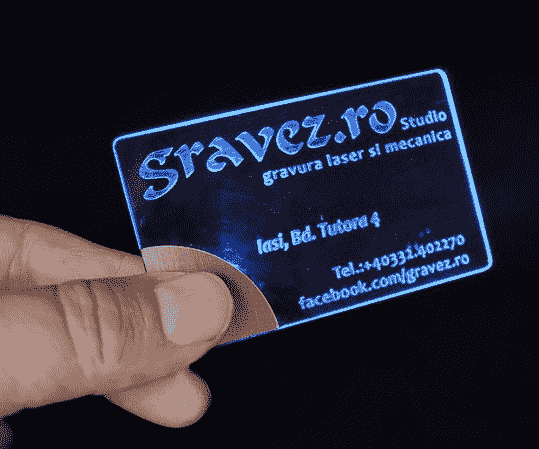 gravez.ro Studio
gravura laser si mecanica
Iasi, Bd. Tutora 4
Tel.:+40332.402270
facebook.com/gravez.ro